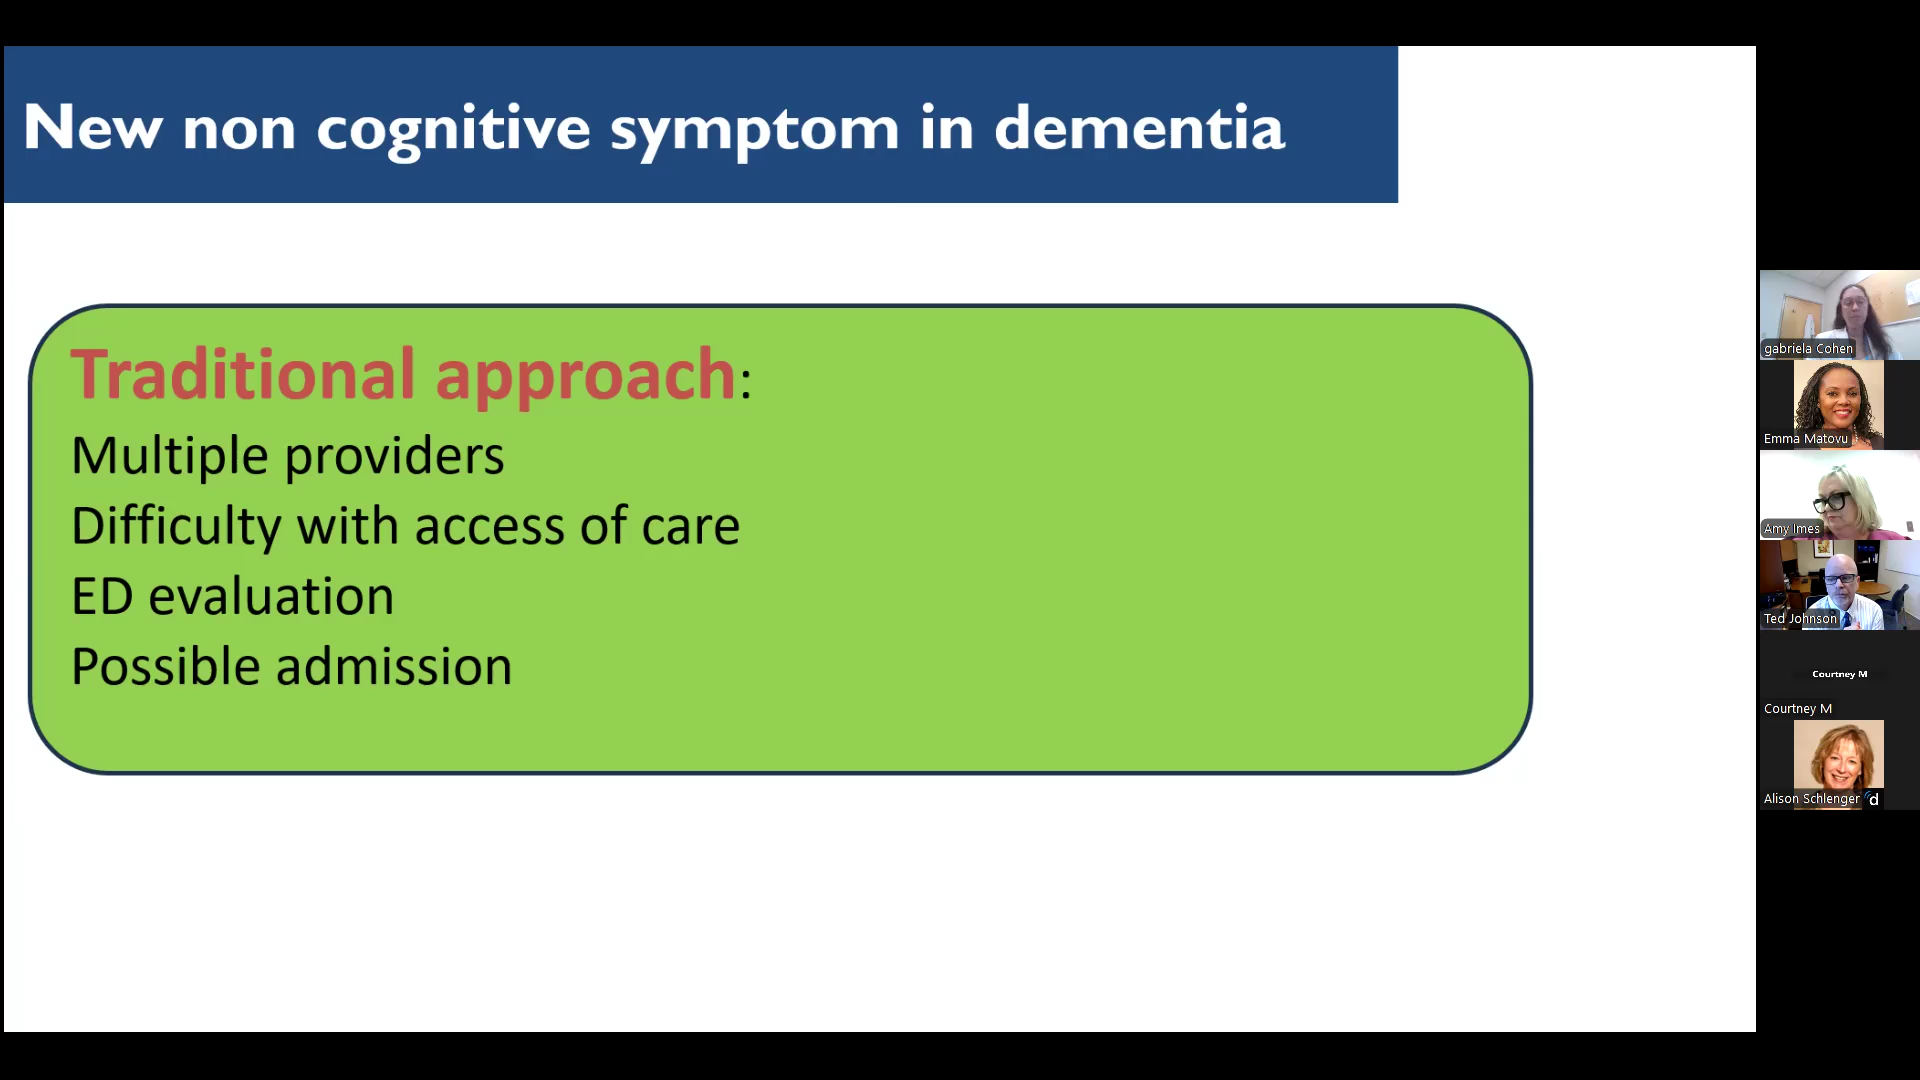 New non cognitive symptom in dementia
Traditional approach:
Multiple providers
Difficulty with access of care
ED evaluation
Possible admission
gabriela Cohen
Emma Matovu
Amy Imes
Ted Johnson
Courtney M
Courtney M
Alison Schlenger
d